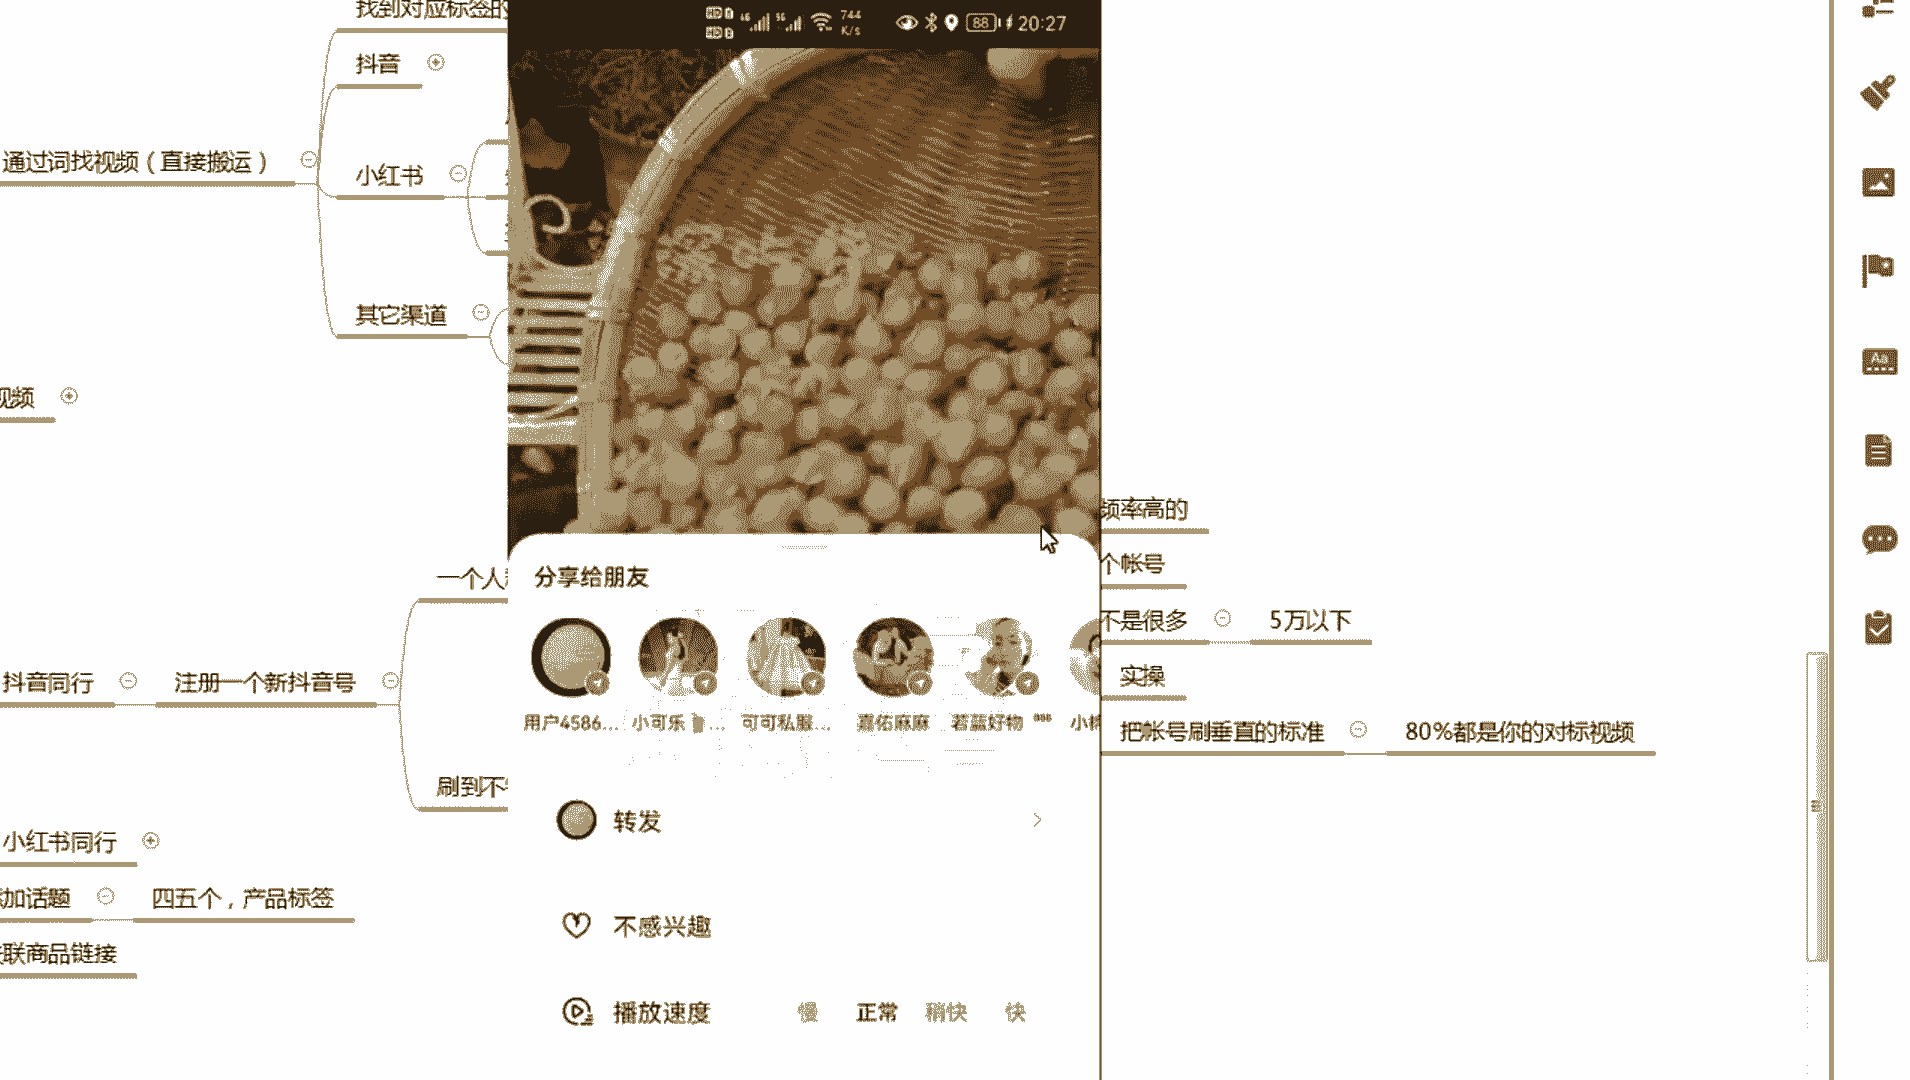 找到对应标签的
抖音
通过词找视频（直接搬运）
小红书
其它渠道
视频
744
K/s
88
20:27
一个人
抖音同行
注册一个新抖音号
刷到不
小红书同行
加话题
四五个，产品标签
联商品链接
分享给朋友
用户4586...
小可乐
...
可可私服...
嘉佑麻麻
若蓝好物
转发
不感兴趣
播放速度
慢
正常
稍快
快
频率高的
个帐号
不是很多
5万以下
实操
把帐号刷垂直的标准
80%都是你的对标视频
Aa